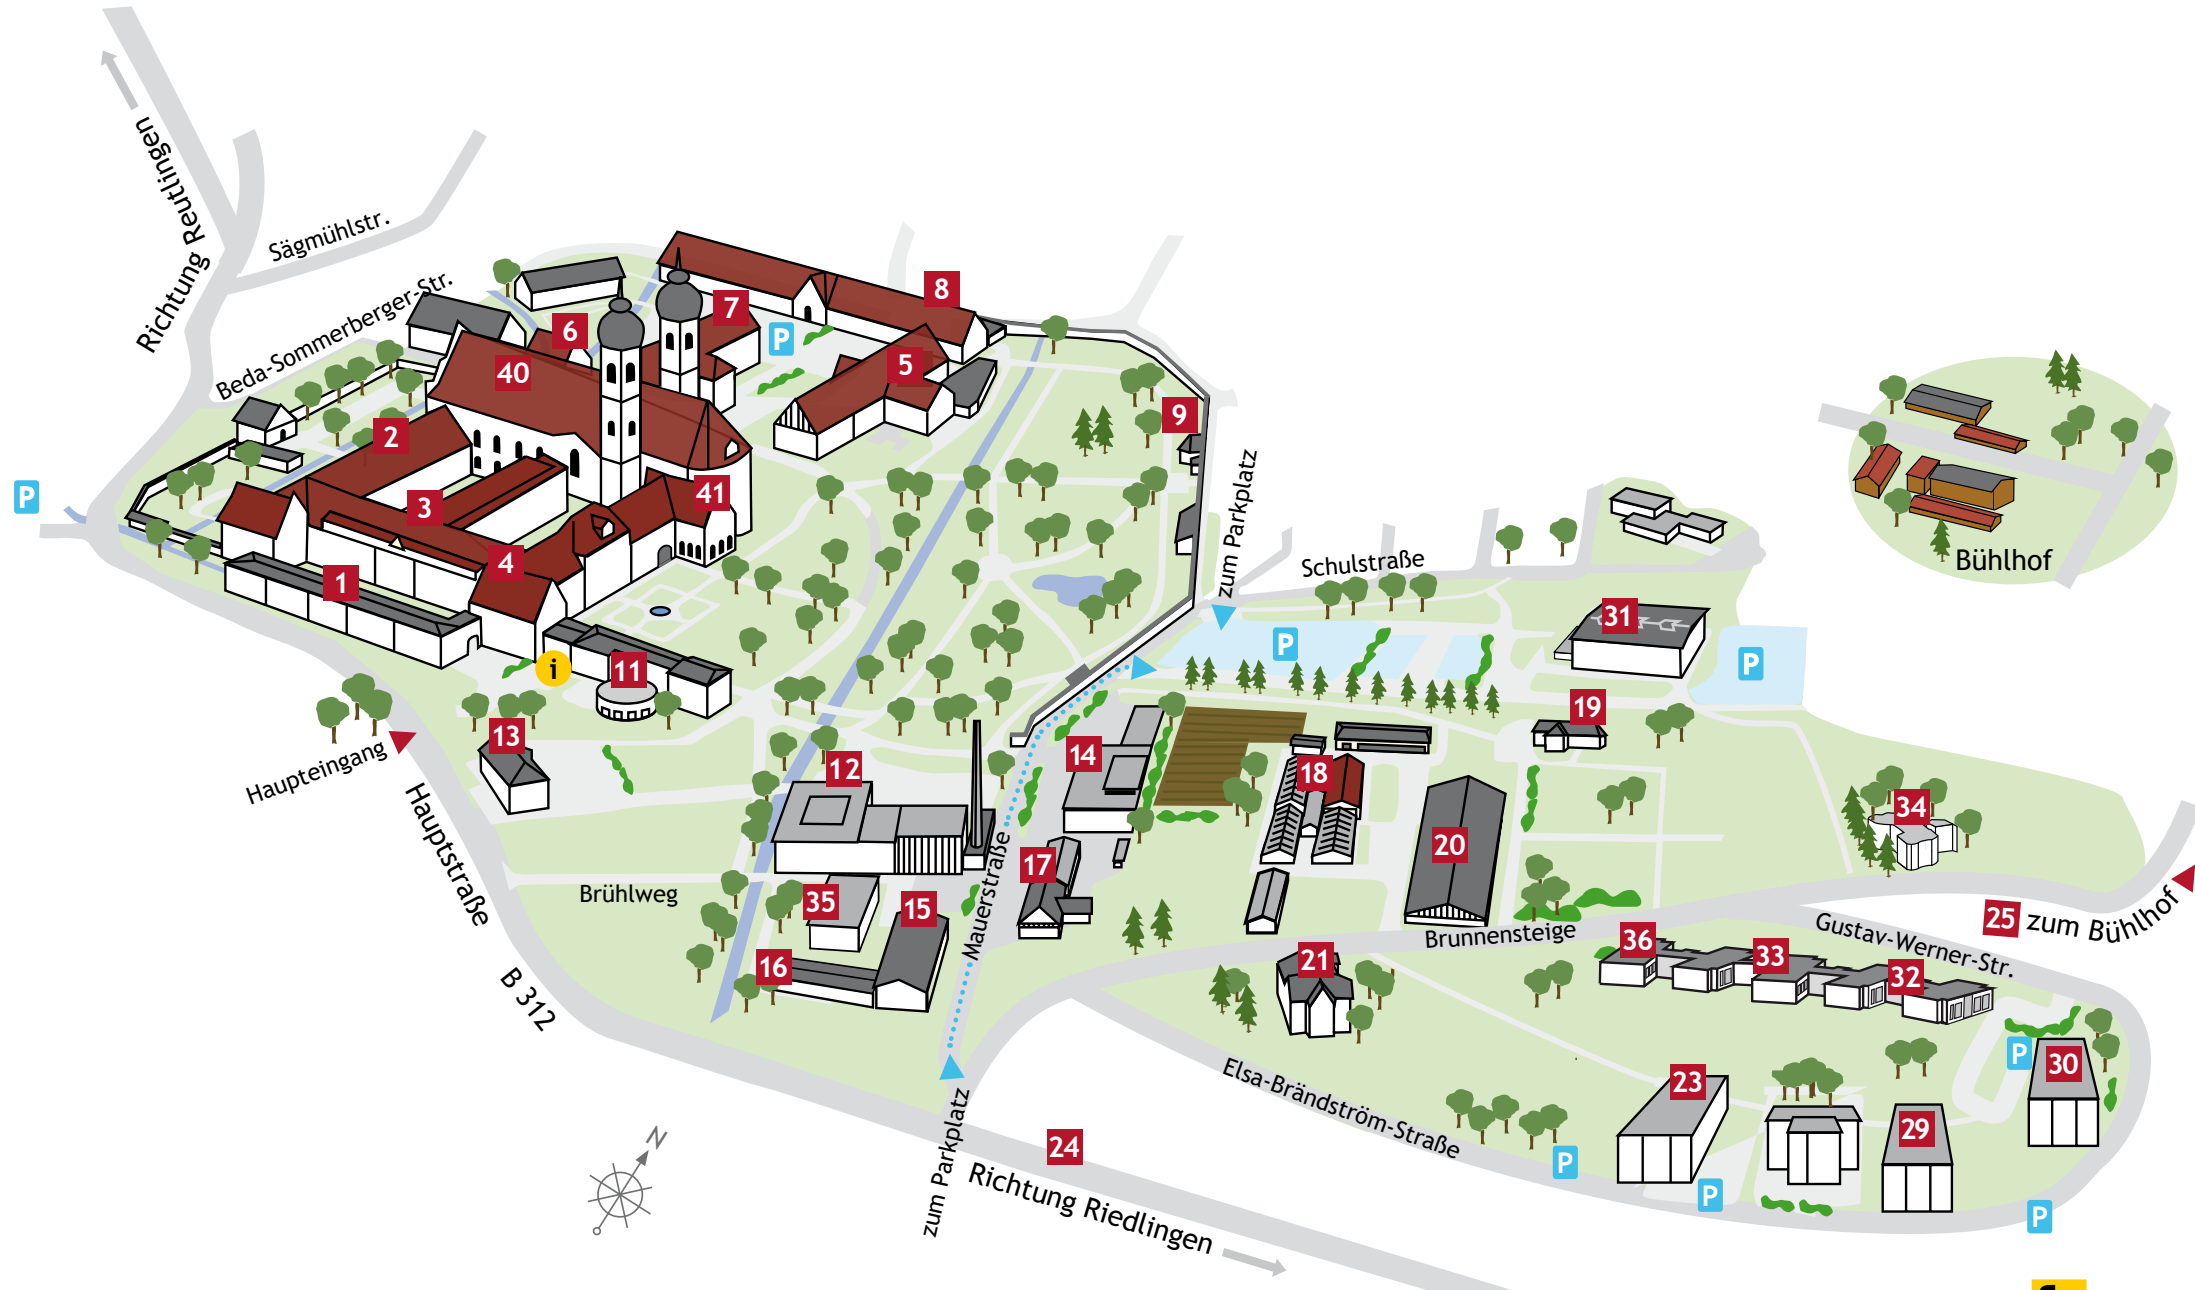 Richtung Reutlingen
Sägmühlstr.
Beda-Sommerberger-Str.
8
7
6
P
5
40
9
2
41
P
3
zum Parkplatz
4
Schulstraße
Bühlhof
1
31
P
P
i
11
19
13
Haupteingang
14
12
18
Hauptstraße
34
20
17
Mauerstraße
Brühlweg
35
15
25 zum Bühlhof
Gustav-Werner-Str.
Brunnensteige
36
33
21
16
32
B 312
P
30
Elsa-Brändström-Straße
23
zum Parkplatz
29
N
24
P
Richtung Riedlingen
P
P